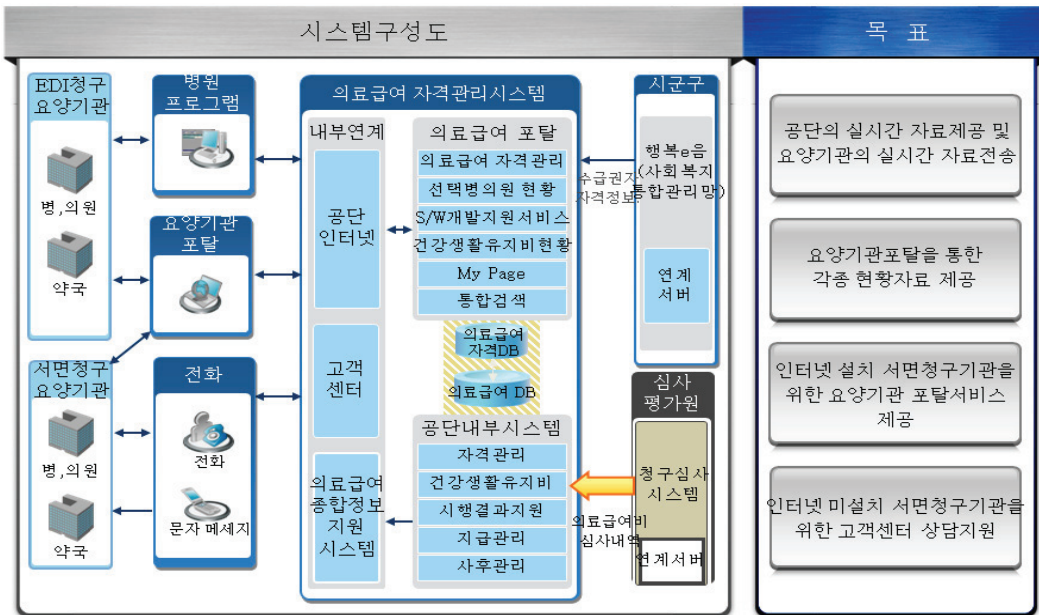 시스템구성도
목 표
EDI청구
요양기관
병,의원
약국
서면청구
요양기관
병,의원
약국
병원
프로그램
요양기관
포탈
전화
전화
문자 메세지
의료급여 자격관리시스템
내부연계
공단
인터넷
고객
센터
의료급여
종합정보
지원
시스템
의료급여 포탈
의료급여 자격관리
선택병의원 현황
S/W개발지원서비스
건강생활유지비현황
My Page
통합검색
의료급여
자격DB
의료급여 DB
공단내부시스템
자격관리
건강생활유지비
시행결과지원
지급관리
사후관리
수급권자
자격정보
시군구
행복e음
(사회복지
통합관리망)
연계
서버
심사
평가원
청구심사
시스템
의료급여비
심사내역
연계서버
공단의 실시간 자료제공 및
요양기관의 실시간 자료전송
요양기관포탈을 통한
각종 현황자료 제공
인터넷 설치 서면청구기관을
위한 요양기관 포탈서비스
제공
인터넷 미설치 서면청구기관을
위한 고객센터 상담지원